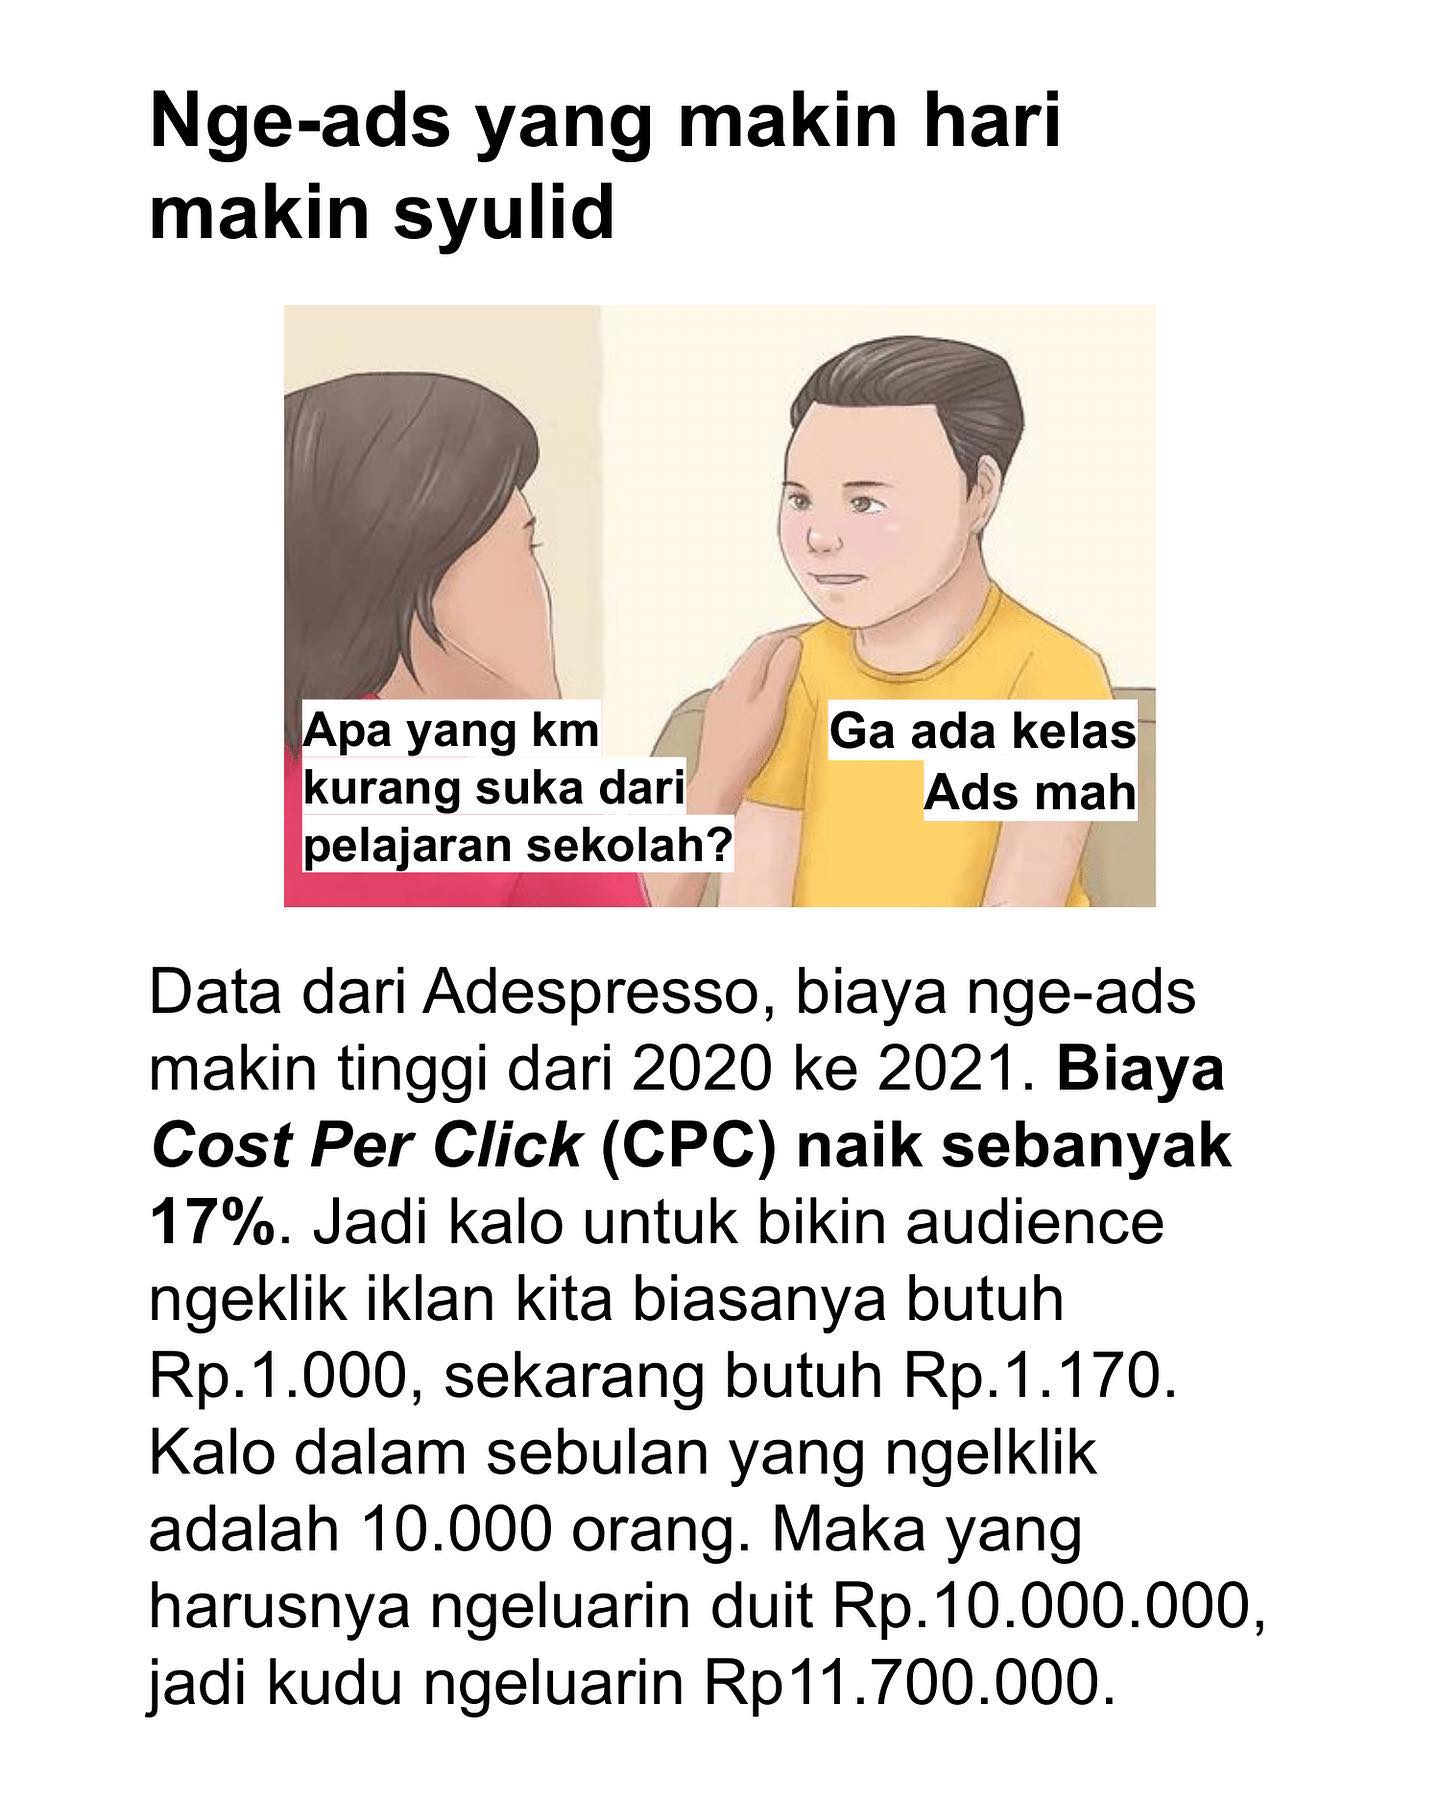 Nge-ads yang makin hari
makin syulid
Apa yang km
kurang suka dari
pelajaran sekolah?
Ga ada kelas
Ads mah
Data dari Adespresso, biaya nge-ads
makin tinggi dari 2020 ke 2021. Biaya
Cost Per Click (CPC) naik sebanyak
17%. Jadi kalo untuk bikin audience
ngeklik iklan kita biasanya butuh
Rp.1.000, sekarang butuh Rp.1.170.
Kalo dalam sebulan yang ngelklik
adalah 10.000 orang. Maka yang
harusnya ngeluarin duit Rp.10.000.000,
jadi kudu ngeluarin Rp11.700.000.